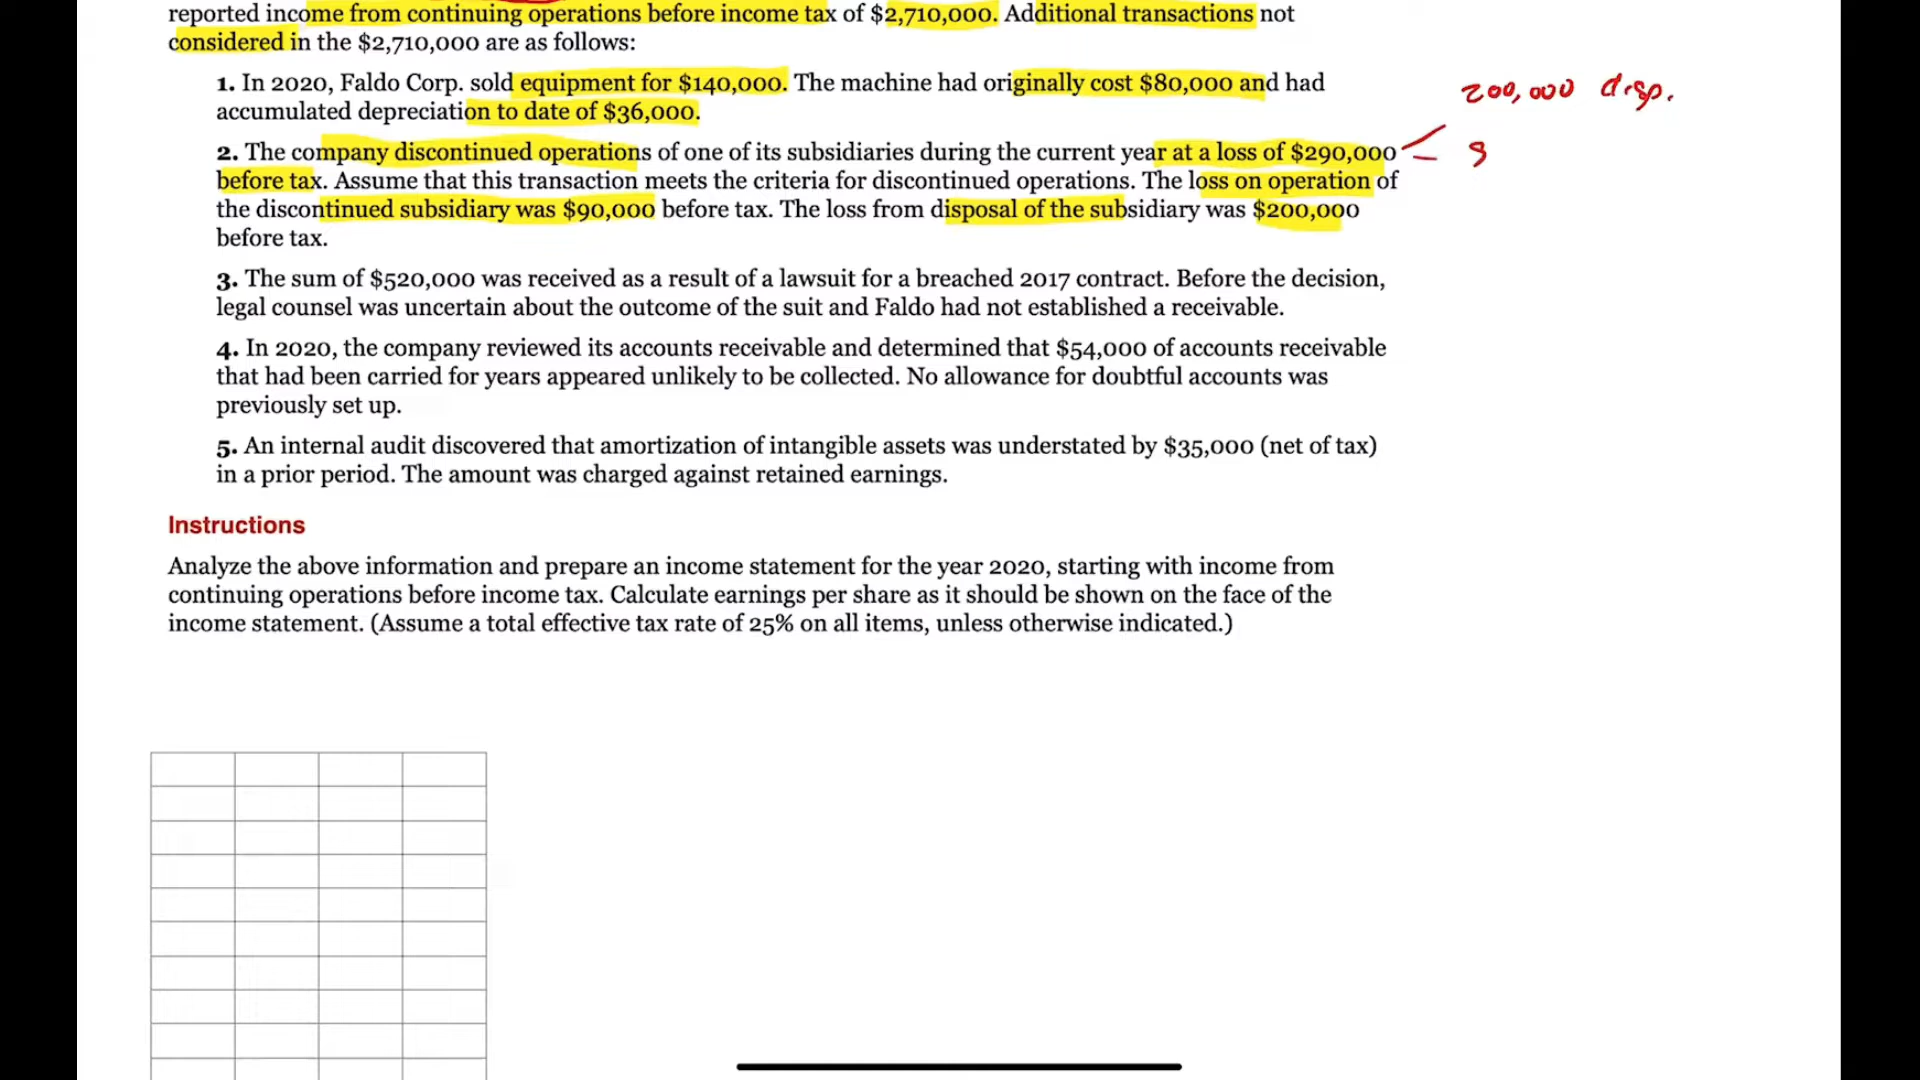 reported income from continuing operations before income tax of $2,710,000. Additional transactions not
considered in the $2,710,000 are as follows:
1. In 2020, Faldo Corp. sold equipment for $140,000. The machine had originally cost $80,000 and had
accumulated depreciation to date of $36,000.
200,000 disp.
2. The company discontinued operations of one of its subsidiaries during the current year at a loss of $290,000
9
before tax. Assume that this transaction meets the criteria for discontinued operations. The loss on operation of
the discontinued subsidiary was $90,000 before tax. The loss from disposal of the subsidiary was $200,000
before tax.
3. The sum of $520,000 was received as a result of a lawsuit for a breached 2017 contract. Before the decision,
legal counsel was uncertain about the outcome of the suit and Faldo had not established a receivable.
4. In 2020, the company reviewed its accounts receivable and determined that $54,000 of accounts receivable
that had been carried for years appeared unlikely to be collected. No allowance for doubtful accounts was
previously set up.
5. An internal audit discovered that amortization of intangible assets was understated by $35,000 (net of tax)
in a prior period. The amount was charged against retained earnings.
Instructions
Analyze the above information and prepare an income statement for the year 2020, starting with income from
continuing operations before income tax. Calculate earnings per share as it should be shown on the face of the
income statement. (Assume a total effective tax rate of 25% on all items, unless otherwise indicated.)